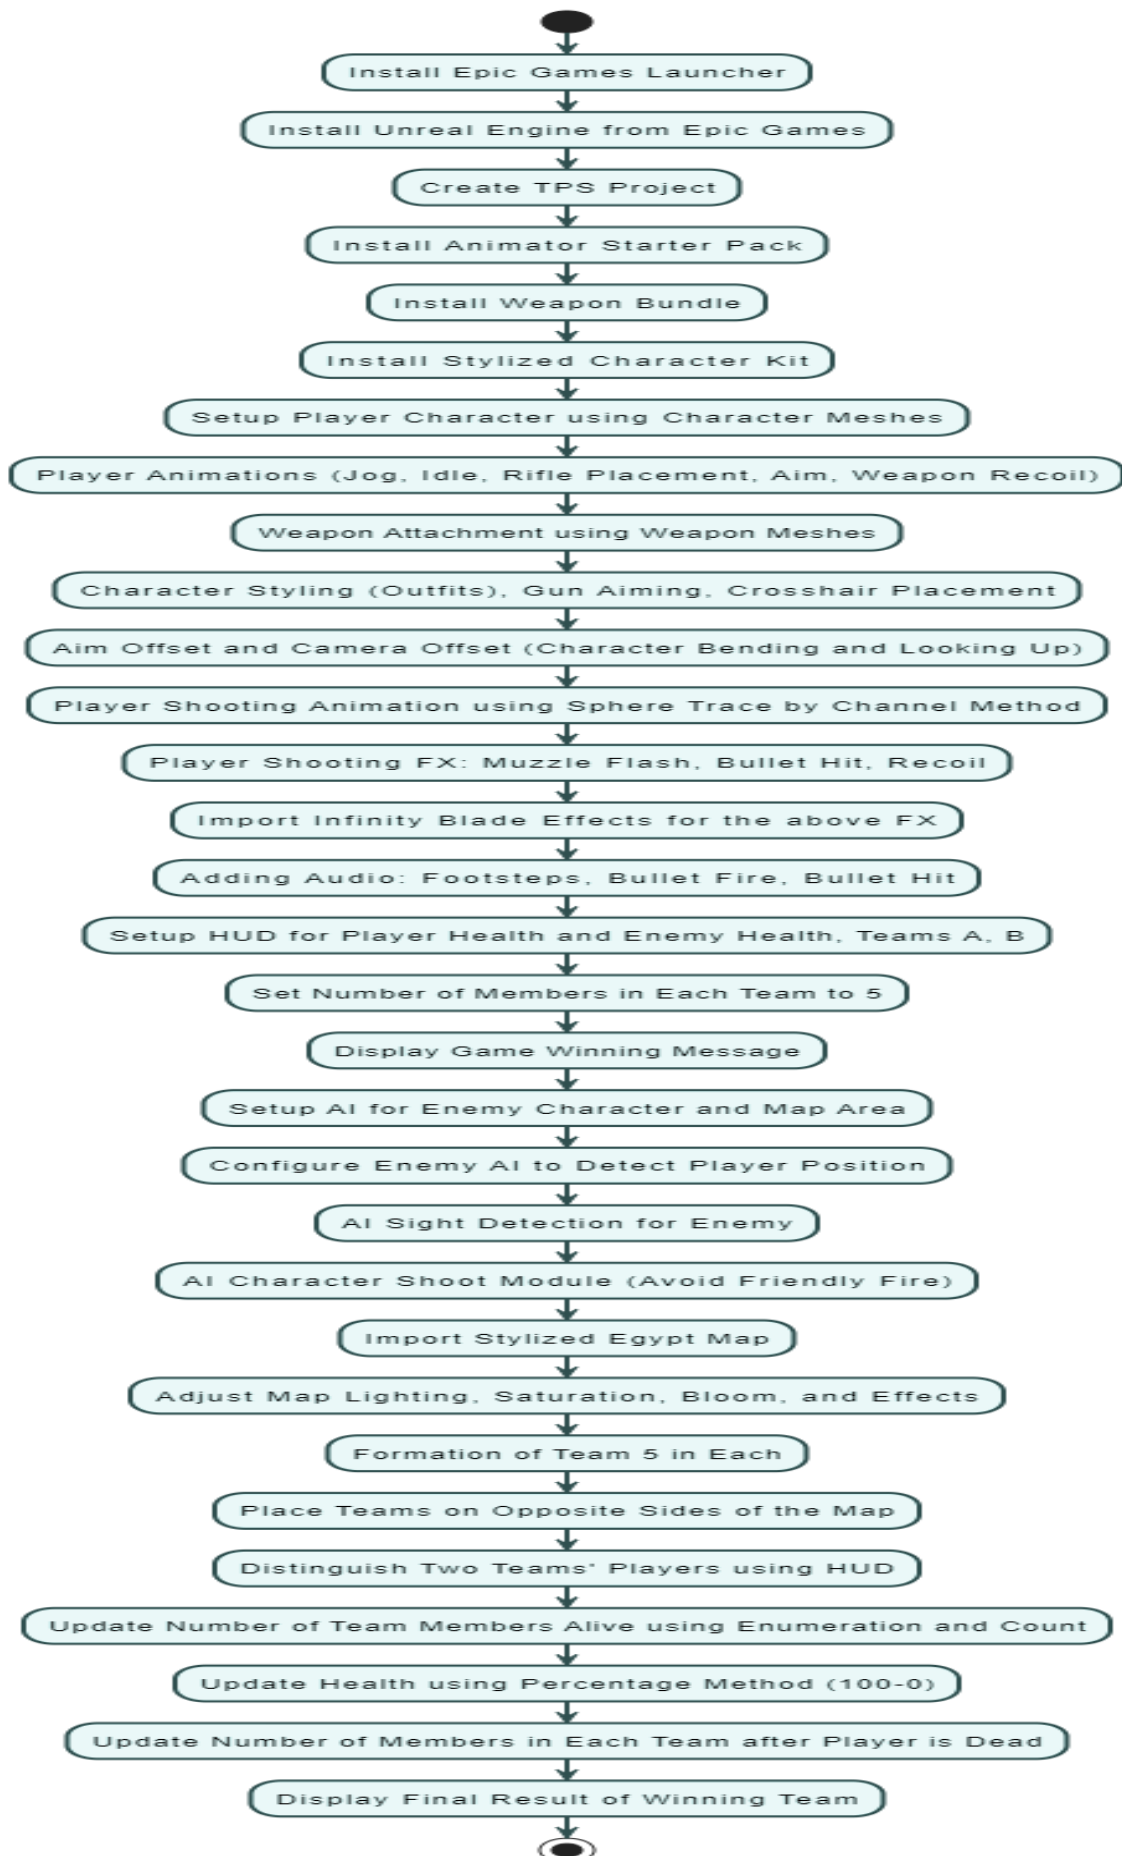 Install Epic Games Launcher
Install Unreal Engine from Epic Games
Create TPS Project
Install Animator Starter Pack
Install Weapon Bundle
Install Stylized Character Kit
Setup Player Character using Character Meshes
Player Animations (Jog, Idle, Rifle Placement, Aim, Weapon Recoil)
Weapon Attachment using Weapon Meshes
Character Styling (Outfits), Gun Aiming, Crosshair Placement
Aim Offset and Camera Offset (Character Bending and Looking Up)
Player Shooting Animation using Sphere Trace by Channel Method
Player Shooting FX: Muzzle Flash, Bullet Hit, Recoil
Import Infinity Blade Effects for the above FX
Adding Audio: Footsteps, Bullet Fire, Bullet Hit
Setup HUD for Player Health and Enemy Health, Teams A, B
Set Number of Members in Each Team to 5
Display Game Winning Message
Setup AI for Enemy Character and Map Area
Configure Enemy AI to Detect Player Position
AI Sight Detection for Enemy
AI Character Shoot Module (Avoid Friendly Fire)
Import Stylized Egypt Map
Adjust Map Lighting, Saturation, Bloom, and Effects
Formation of Team 5 in Each
Place Teams on Opposite Sides of the Map
Distinguish Two Teams' Players using HUD
Update Number of Team Members Alive using Enumeration and Count
Update Health using Percentage Method (100-0)
Update Number of Members in Each Team after Player is Dead
Display Final Result of Winning Team